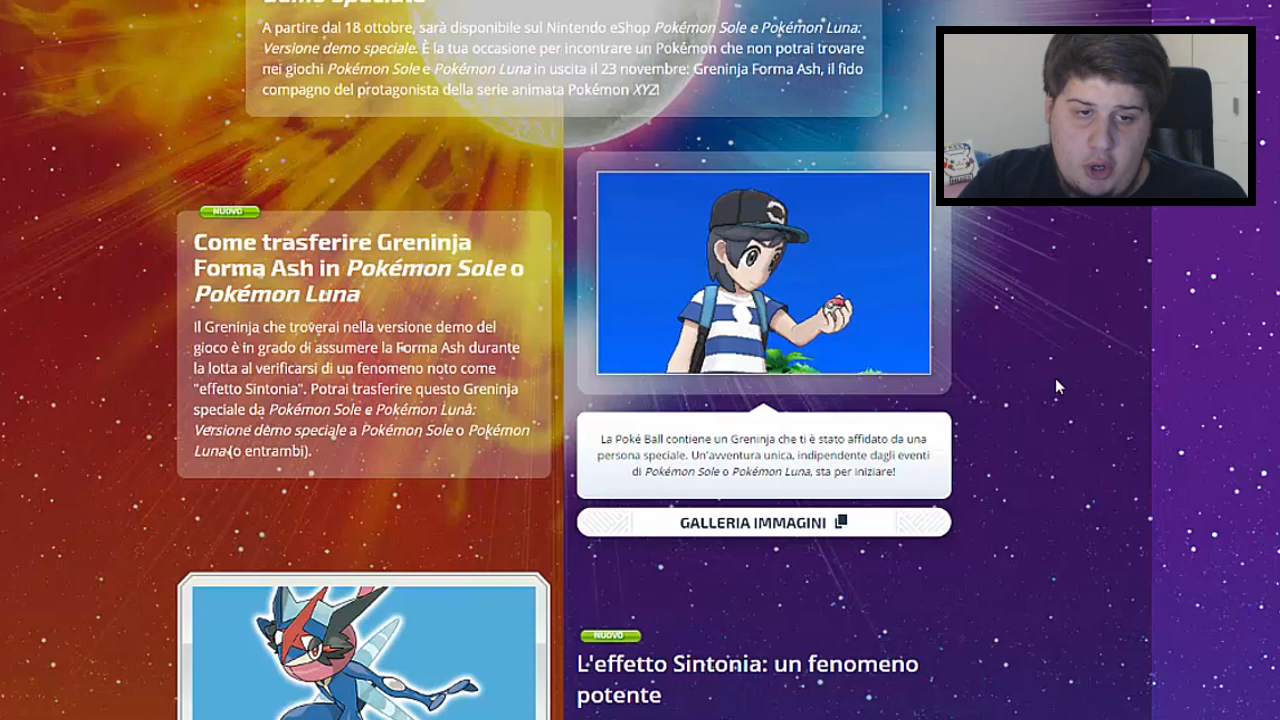 A partire dal 18 ottobre, sarà disponibile sul Nintendo eShop Pokémon Sole e Pokémon Luna:
Versione demo speciale. È la tua occasione per incontrare un Pokémon che non potrai trovare
nei giochi Pokémon Sole e Pokémon Luna in uscita il 23 novembre: Greninja Forma Ash, il fido
compagno del protagonista della serie animata Pokémon XYZ!
NUOVO
Come trasferire Greninja
Forma Ash in Pokémon Sole o
Pokémon Luna
Il Greninja che troverai nella versione demo del
gioco è in grado di assumere la Forma Ash durante
la lotta al verificarsi di un fenomeno noto come
"effetto Sintonia". Potrai trasferire questo Greninja
speciale da Pokémon Sole e Pokémon Luna:
Versione demo speciale a Pokémon Sole o Pokémon
Luna (o entrambi).
La Poké Ball contiene un Greninja che ti è stato affidato da una
persona speciale. Un'avventura unica, indipendente dagli eventi
di Pokémon Sole o Pokémon Luna, sta per iniziare!
GALLERIA IMMAGINI
NUOVO
L'effetto Sintonia: un fenomeno
potente